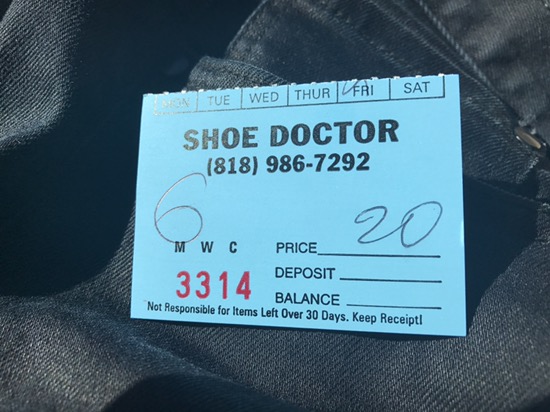 MON TUE WED THUR FRI SAT
SHOE DOCTOR
(818) 986-7292
6
M W C
PRICE 20
3314
DEPOSIT
BALANCE
Not Responsible for Items Left Over 30 Days. Keep Receipt!